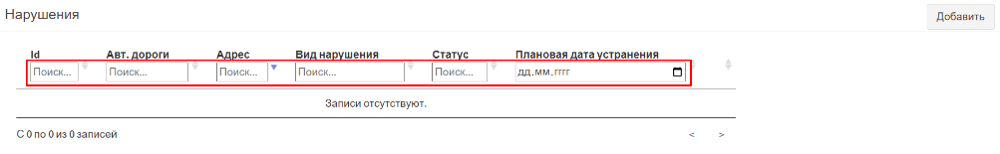 Нарушения Добавить
Id Авт. дороги Адрес Вид нарушения Статус Плановая дата устранения
Поиск... Поиск... Поиск... Поиск... Поиск... дд.мм.гггг
Записи отсутствуют.
С 0 по 0 из 0 записей < >